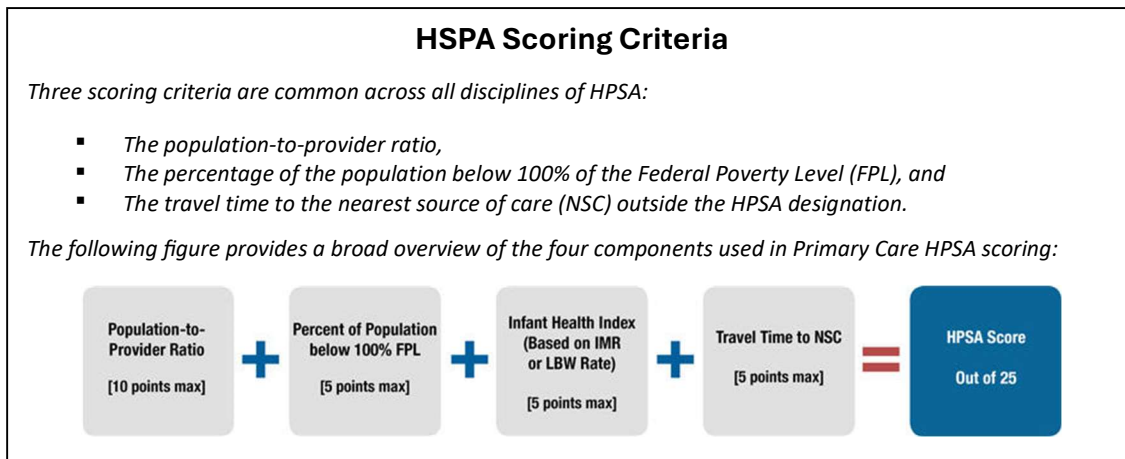 HSPA Scoring Criteria
Three scoring criteria are common across all disciplines of HPSA:
▪ The population-to-provider ratio,
▪ The percentage of the population below 100% of the Federal Poverty Level (FPL), and
▪ The travel time to the nearest source of care (NSC) outside the HPSA designation.
The following figure provides a broad overview of the four components used in Primary Care HPSA scoring:
Population-to-
Provider Ratio
[10 points max]
+
Percent of Population
below 100% FPL
[5 points max]
+
Infant Health Index
(Based on IMR
or LBW Rate)
[5 points max]
+
Travel Time to NSC
[5 points max]
=
HPSA Score
Out of 25